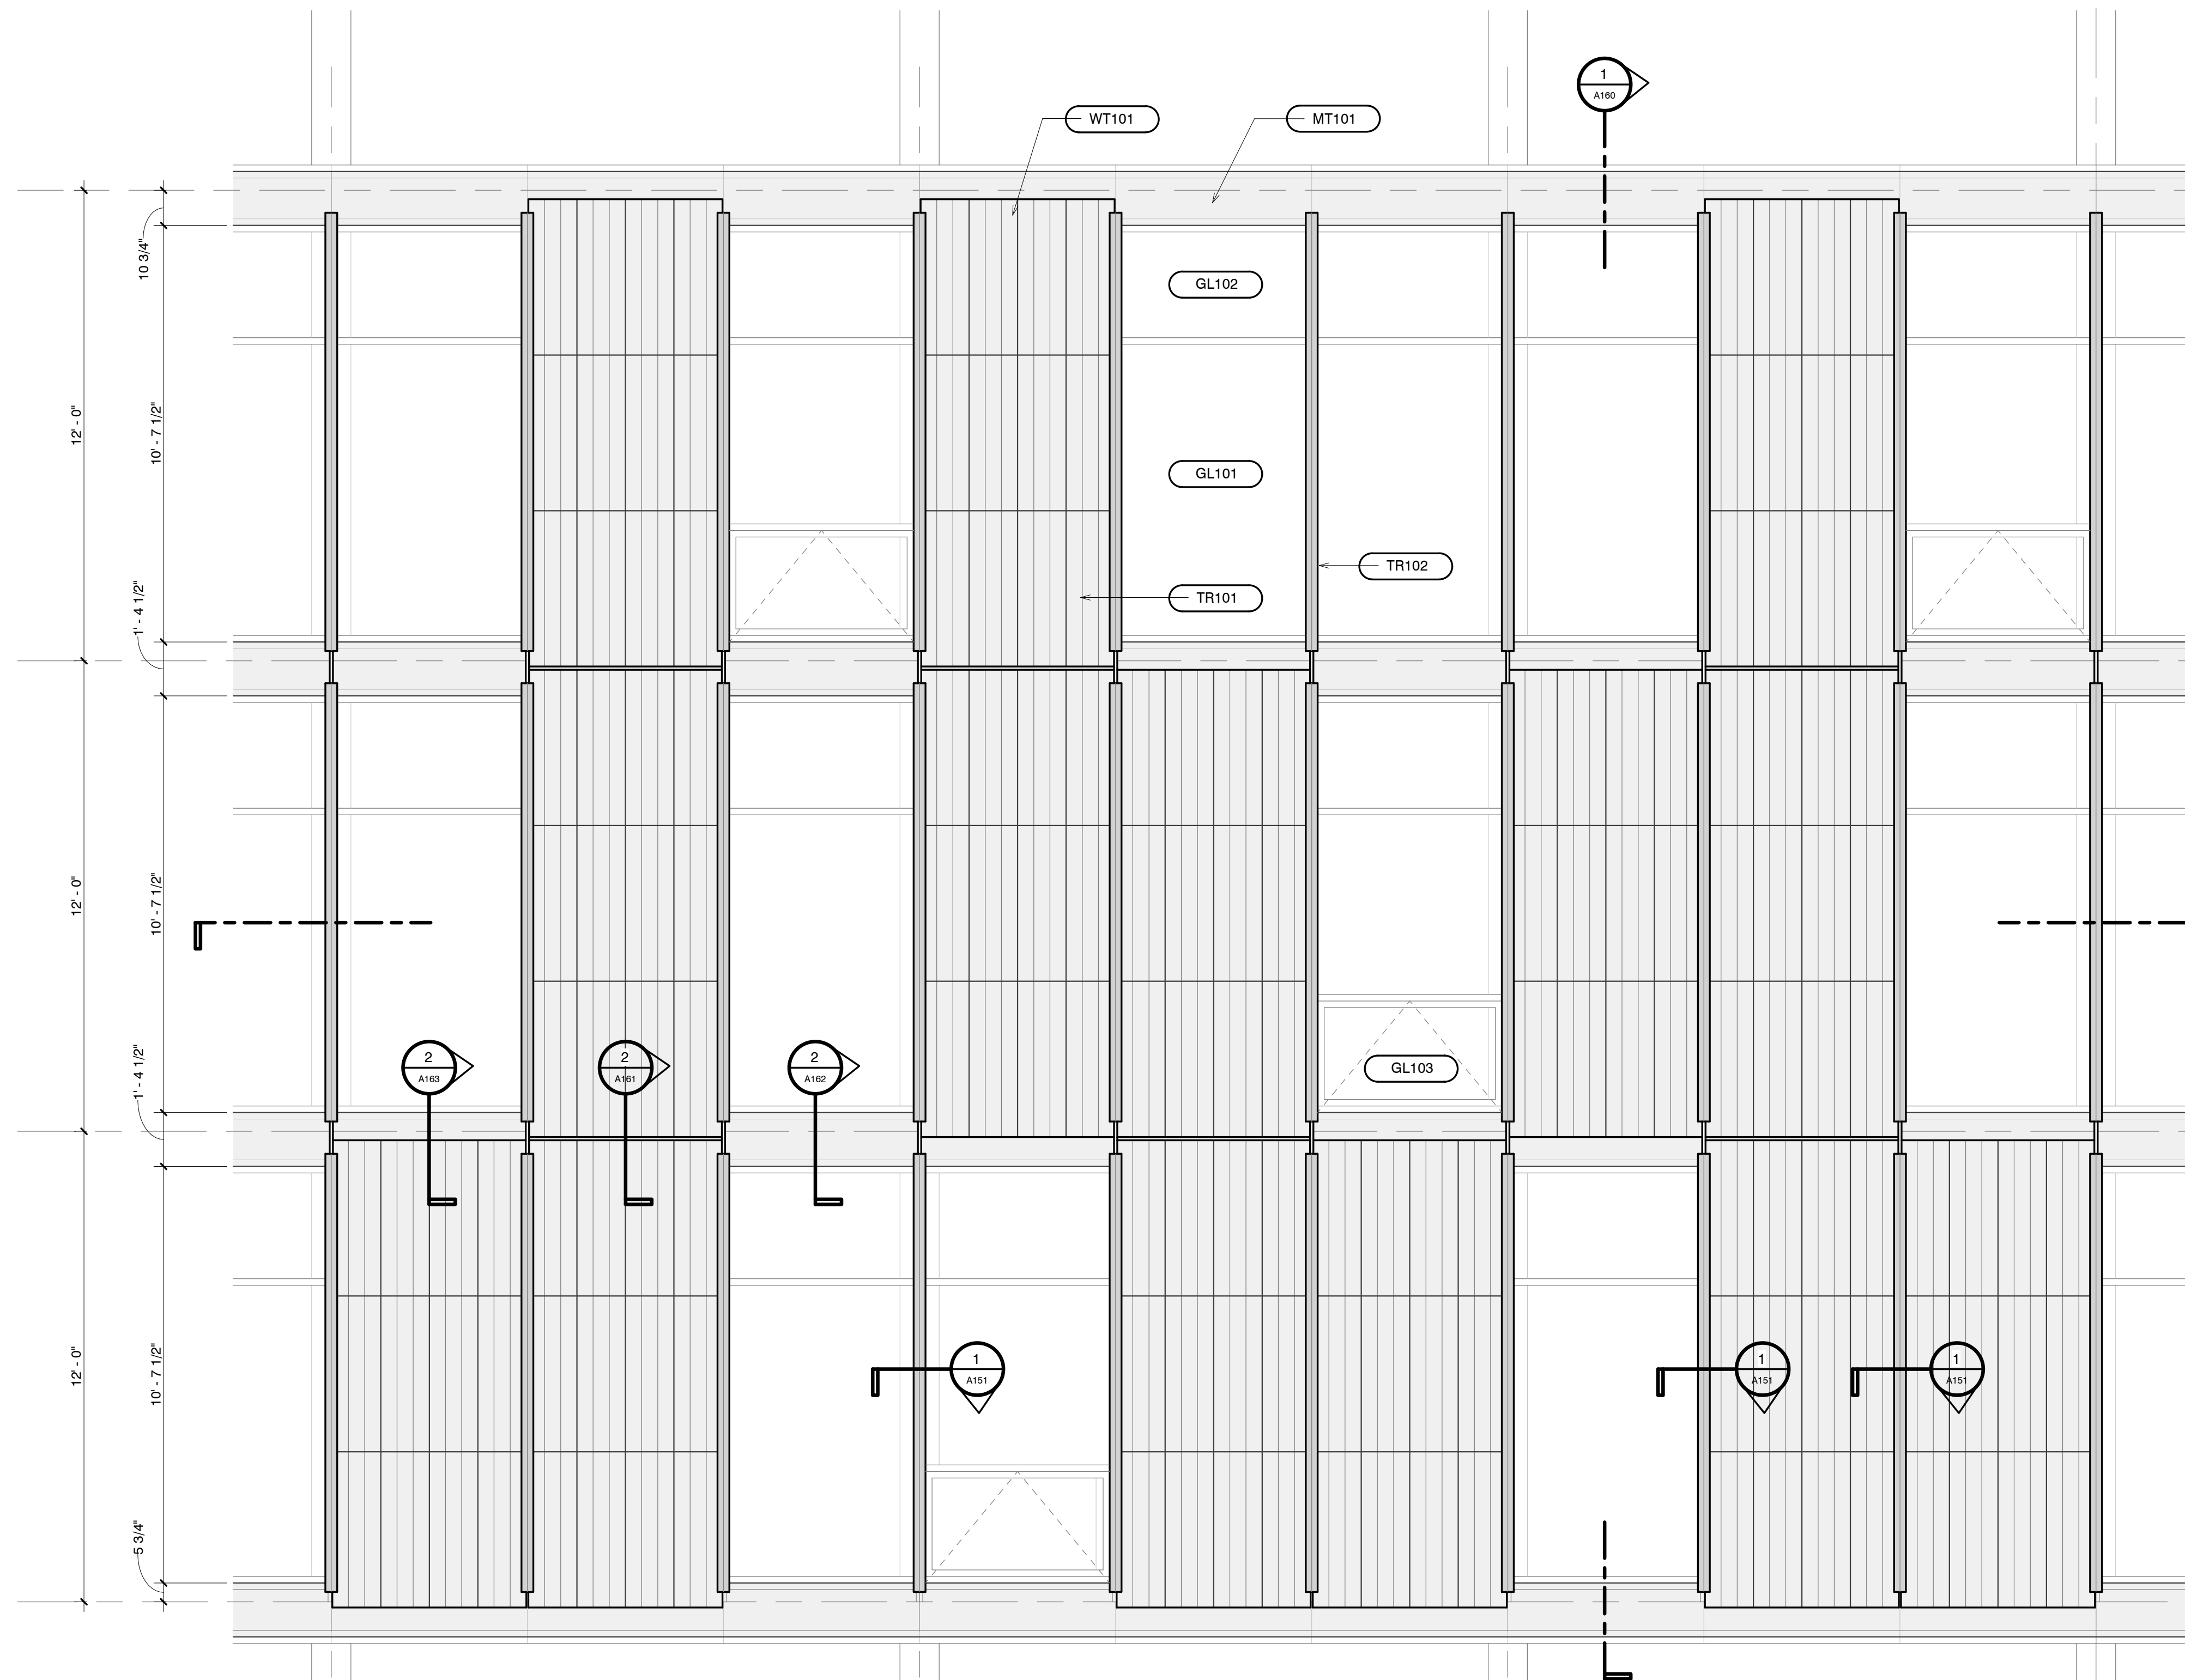 1
A160
WT101
MT101
10 3/4"
GL102
12' - 0"
10' - 7 1/2"
GL101
TR102
TR101
1' - 4 1/2"
12' - 0"
10' - 7 1/2"
2
A163
2
A161
2
A162
GL103
1' - 4 1/2"
12' - 0"
10' - 7 1/2"
1
A151
1
A151
1
A151
5 3/4"